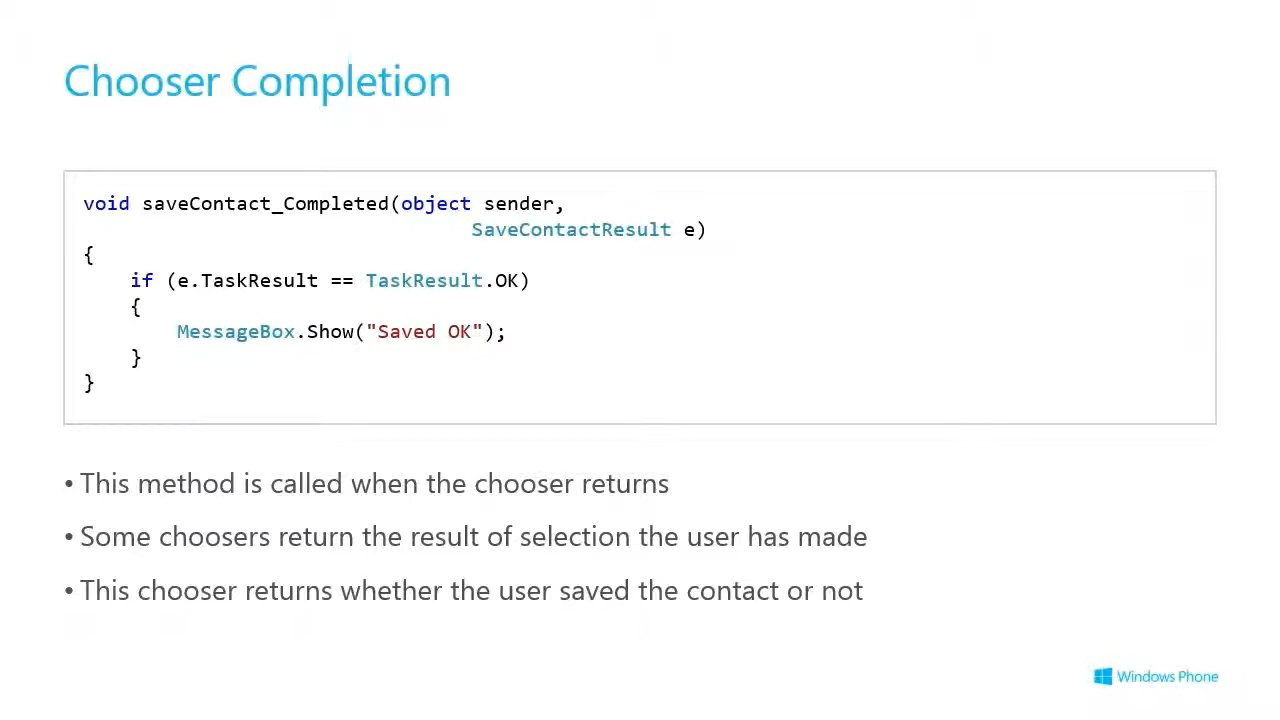 Chooser Completion
void saveContact_Completed(object sender,
SaveContactResult e)
{
if (e.TaskResult == TaskResult.OK)
{
MessageBox.Show("Saved OK");
}
}
• This method is called when the chooser returns
• Some choosers return the result of selection the user has made
• This chooser returns whether the user saved the contact or not
Windows Phone